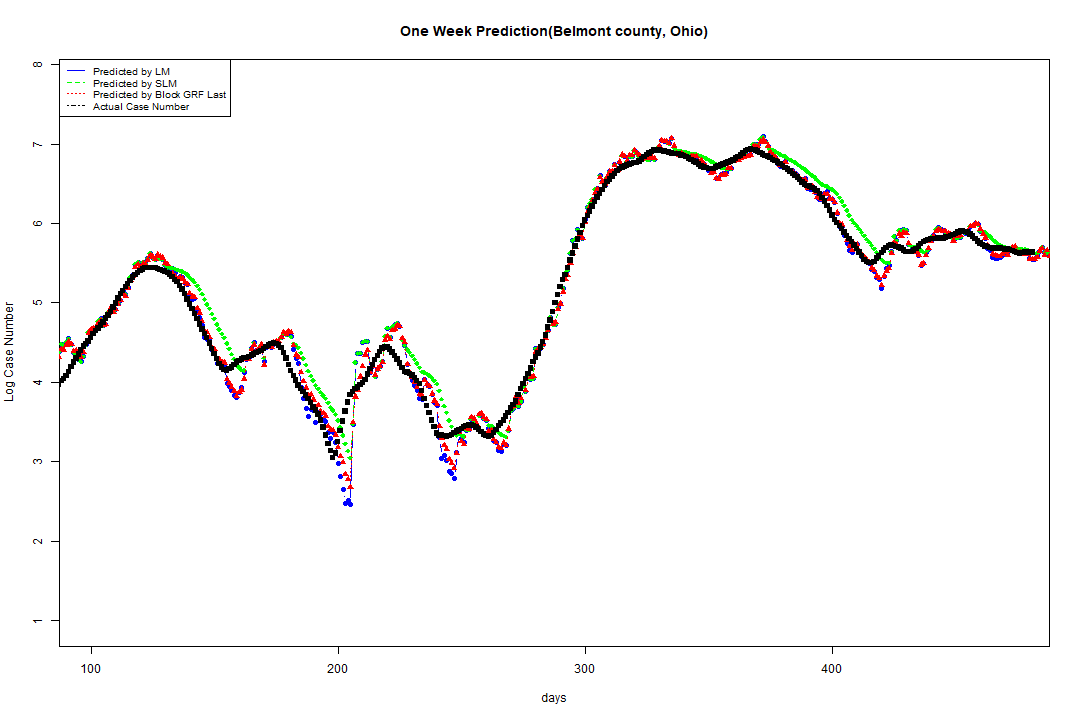 One Week Prediction(Belmont county, Ohio)
Predicted by LM
Predicted by SLM
Predicted by Block GRF Last
Actual Case Number
8
7
6
5
4
3
2
1
Log Case Number
100 200 300 400
days